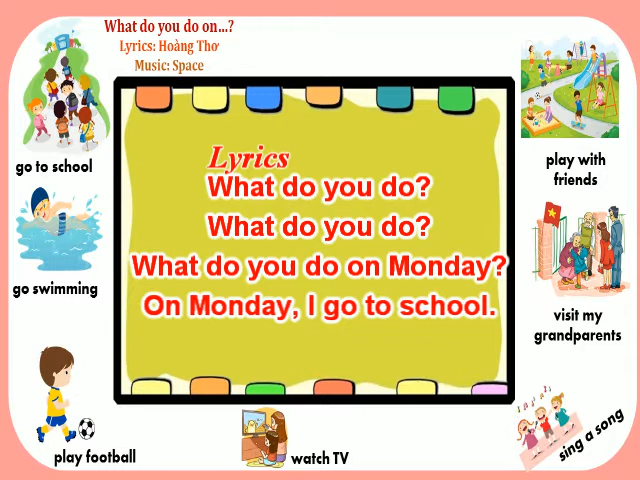 What do you do on...?
Lyrics: Hoàng Thơ
Music: Space
Lyrics
What do you do?
What do you do?
What do you do on Monday?
On Monday, I go to school.
go to school
go swimming
play football
watch TV
play with
friends
visit my
grandparents
sing a song